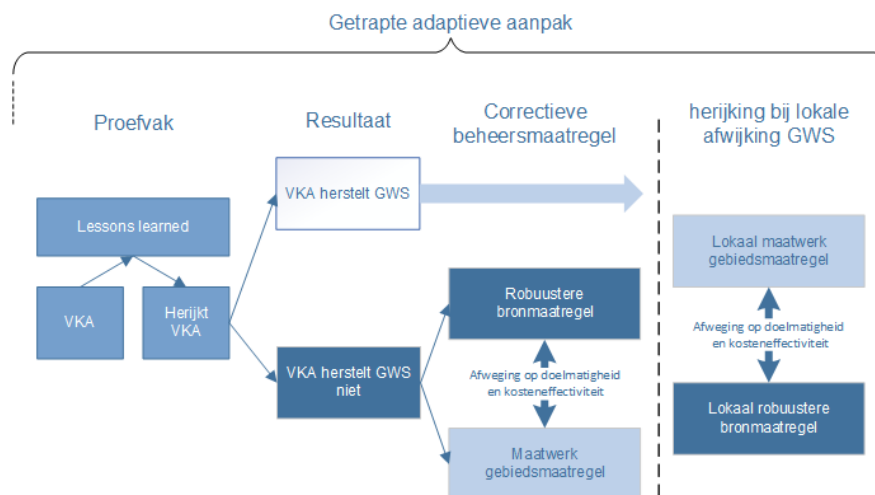 Getrapte adaptieve aanpak
Proefvak
Resultaat
Correctieve
beheersmaatregel
herijking bij lokale
afwijking GWS
Lessons learned
VKA
Herijkt
VKA
VKA herstelt GWS
VKA herstelt GWS
niet
Robuustere
bronmaatregel
Afweging op doelmatigheid
en kosteneffectiviteit
Maatwerk
gebiedsmaatregel
Lokaal maatwerk
gebiedsmaatregel
Afweging op doelmatigheid
en kosteneffectiviteit
Lokaal robuustere
bronmaatregel